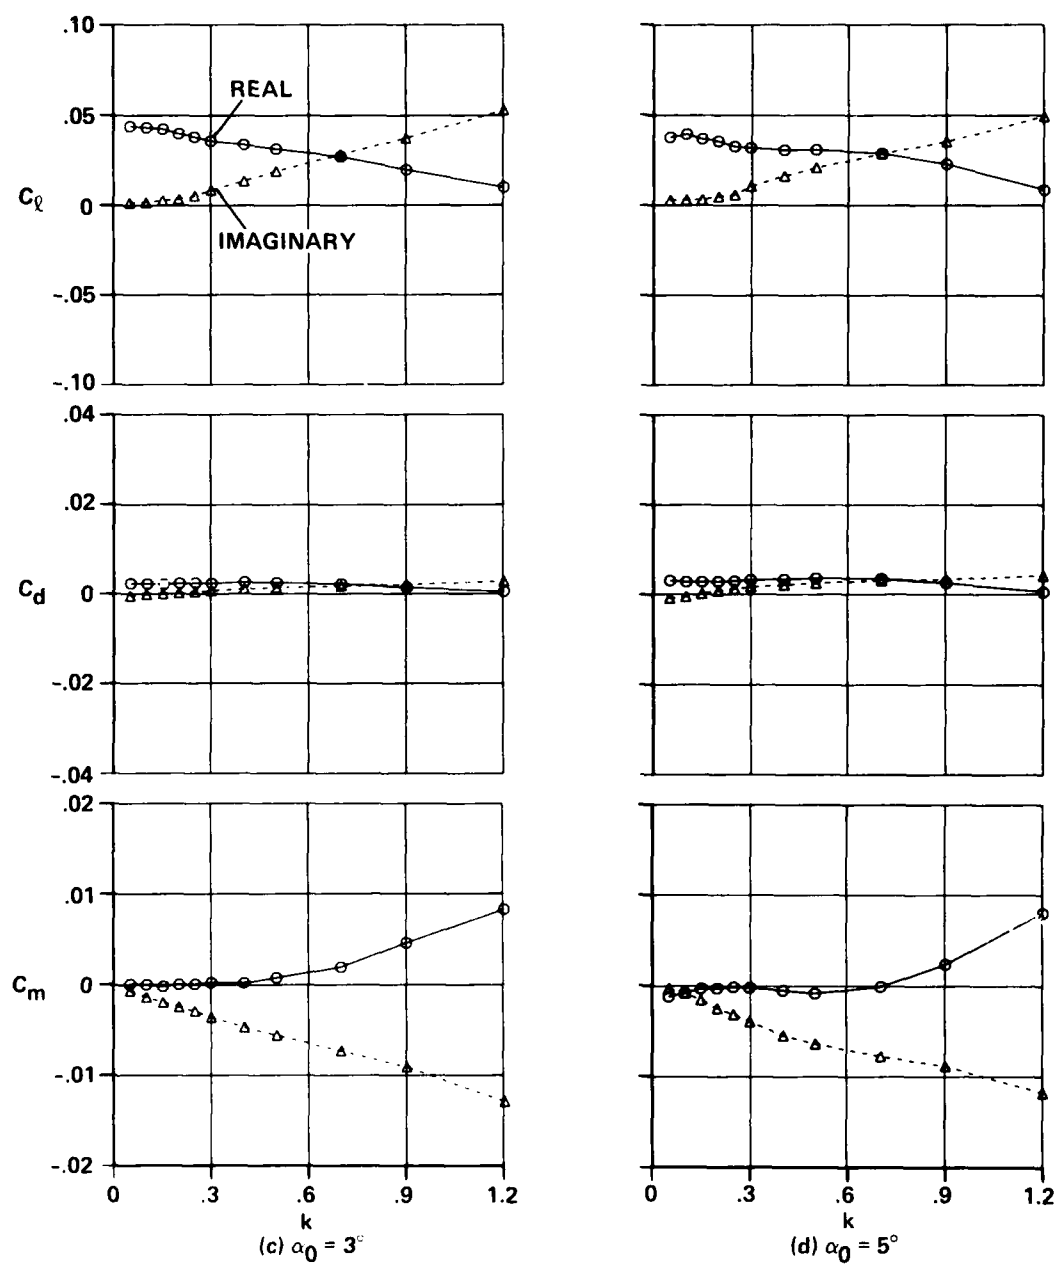 .10
REAL
.05
C_ℓ 0
IMAGINARY
-.05
-.10
.04
.02
C_d 0
-.02
-.04
.02
.01
C_m 0
-.01
-.02
0 .3 .6 .9 1.2
k
(c) α_0 = 3°
0 .3 .6 .9 1.2
k
(d) α_0 = 5°